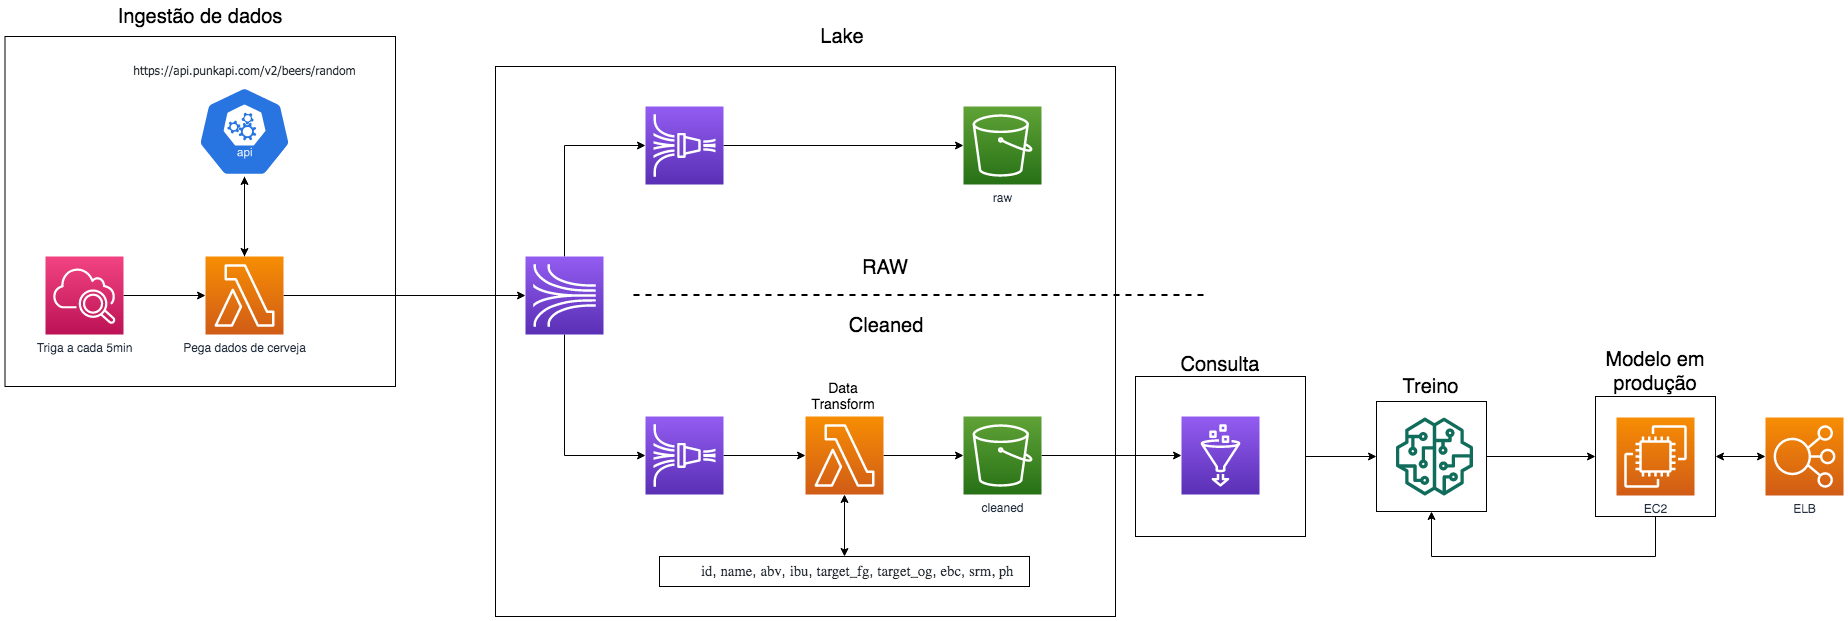 Ingestão de dados
https://api.punkapi.com/v2/beers/random
api
Triga a cada 5min
Pega dados de cerveja
Lake
raw
RAW
Cleaned
Data
Transform
cleaned
id, name, abv, ibu, target_fg, target_og, ebc, srm, ph
Consulta
Treino
Modelo em
produção
EC2
ELB